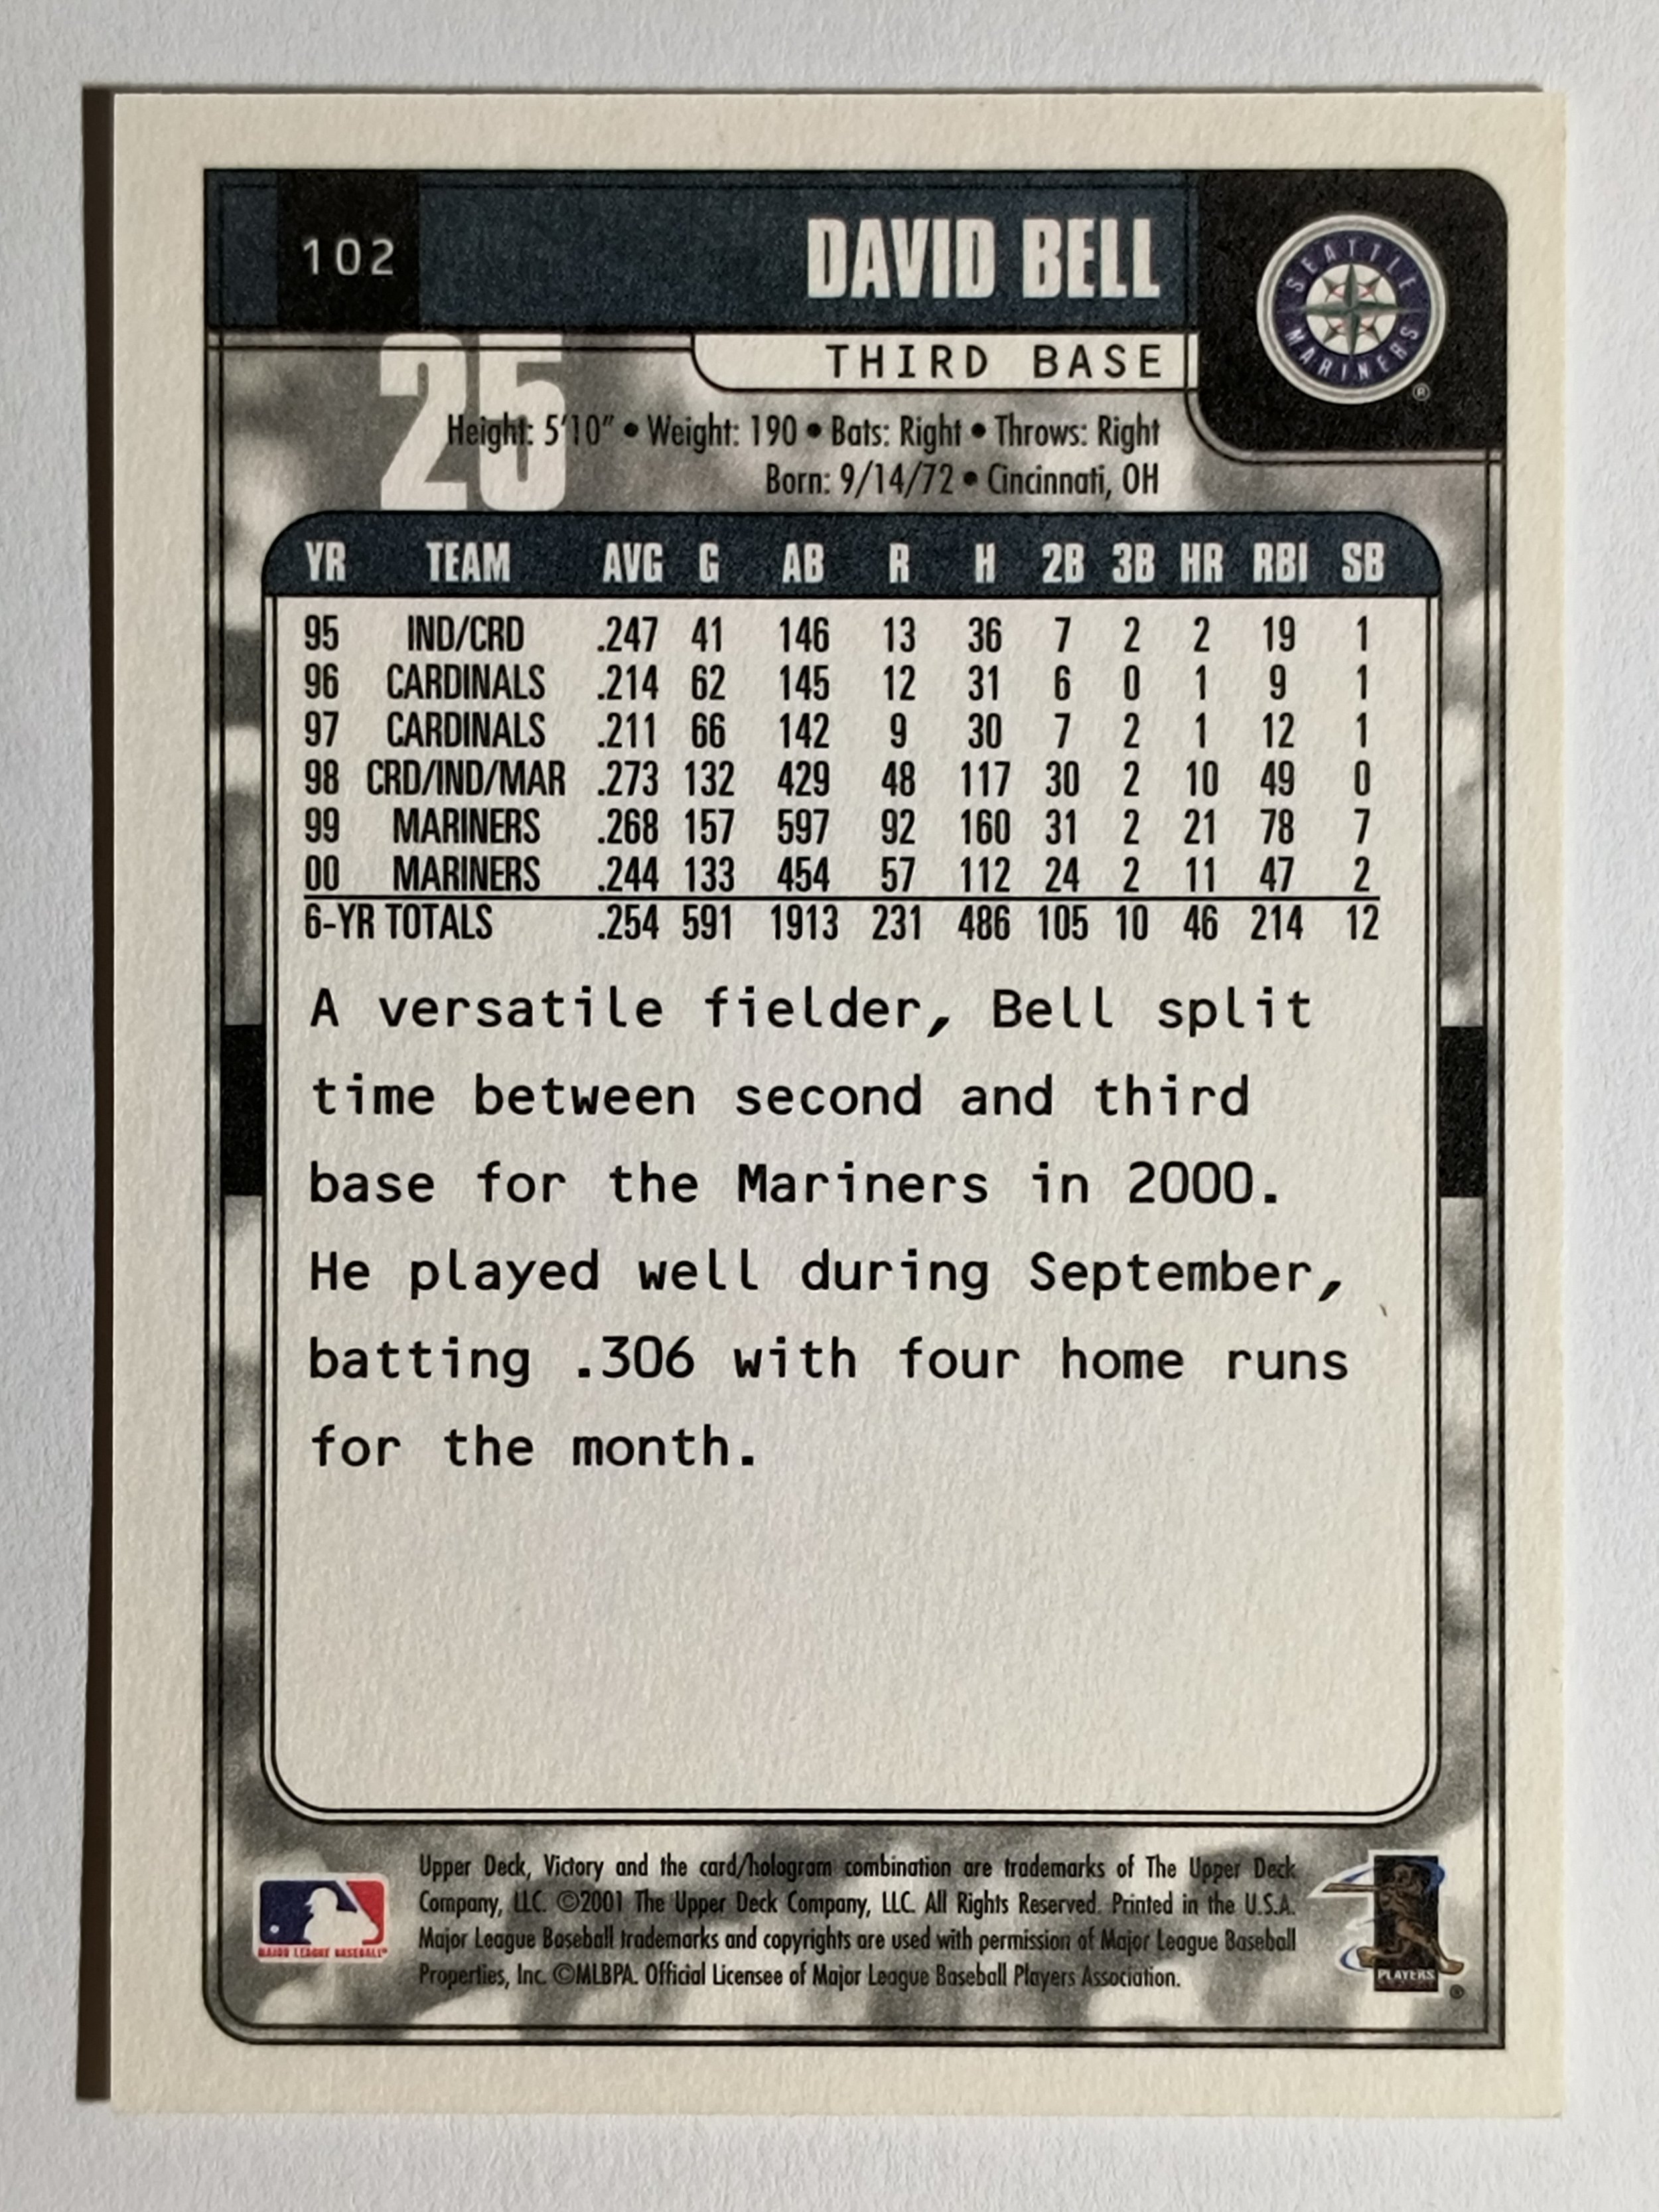 102
DAVID BELL
SEATTLE MARINERS
®
25
THIRD BASE
Height: 5'10" • Weight: 190 • Bats: Right • Throws: Right
Born: 9/14/72 • Cincinnati, OH
YR TEAM AVG G AB R H 2B 3B HR RBI SB
95 IND/CRD .247 41 146 13 36 7 2 2 19 1
96 CARDINALS .214 62 145 12 31 6 0 1 9 1
97 CARDINALS .211 66 142 9 30 7 2 1 12 1
98 CRD/IND/MAR .273 132 429 48 117 30 2 10 49 0
99 MARINERS .268 157 597 92 160 31 2 21 78 7
00 MARINERS .244 133 454 57 112 24 2 11 47 2
6-YR TOTALS .254 591 1913 231 486 105 10 46 214 12
A versatile fielder, Bell split
time between second and third
base for the Mariners in 2000.
He played well during September,
batting .306 with four home runs
for the month.
Upper Deck, Victory and the card/hologram combination are trademarks of The Upper Deck
Company, LLC. ©2001 The Upper Deck Company, LLC. All Rights Reserved. Printed in the U.S.A.
Major League Baseball trademarks and copyrights are used with permission of Major League Baseball
Properties, Inc. ©MLBPA. Official Licensee of Major League Baseball Players Association.
MAJOR LEAGUE BASEBALL®
PLAYERS
®